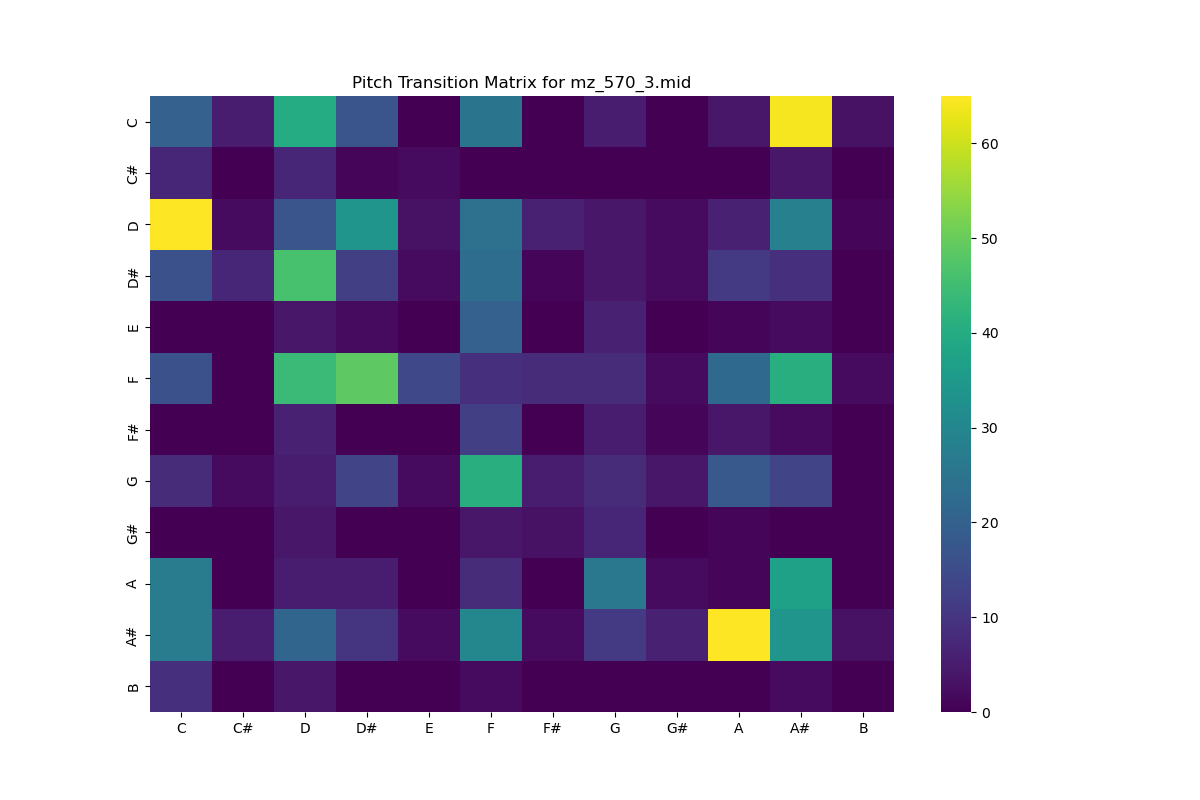 Pitch Transition Matrix for mz_570_3.mid
C
C#
D
D#
E
F
F#
G
G#
A
A#
B
C C# D D# E F F# G G# A A# B
60
50
40
30
20
10
0